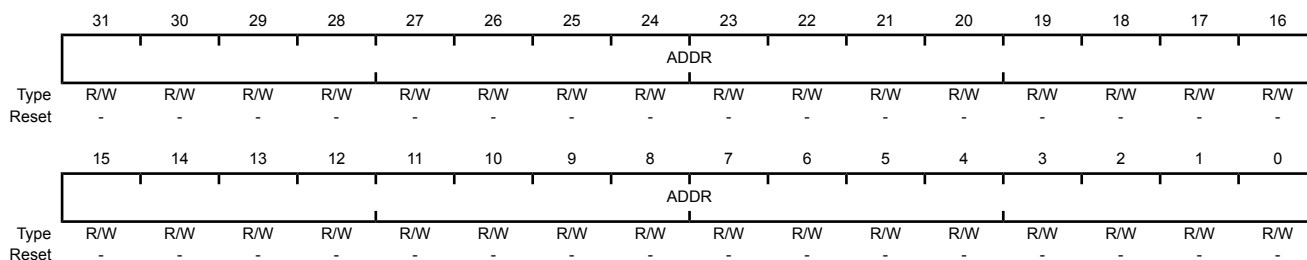 31 30 29 28 27 26 25 24 23 22 21 20 19 18 17 16
ADDR
Type R/W R/W R/W R/W R/W R/W R/W R/W R/W R/W R/W R/W R/W R/W R/W R/W
Reset - - - - - - - - - - - - - - - -
15 14 13 12 11 10 9 8 7 6 5 4 3 2 1 0
ADDR
Type R/W R/W R/W R/W R/W R/W R/W R/W R/W R/W R/W R/W R/W R/W R/W R/W
Reset - - - - - - - - - - - - - - - -